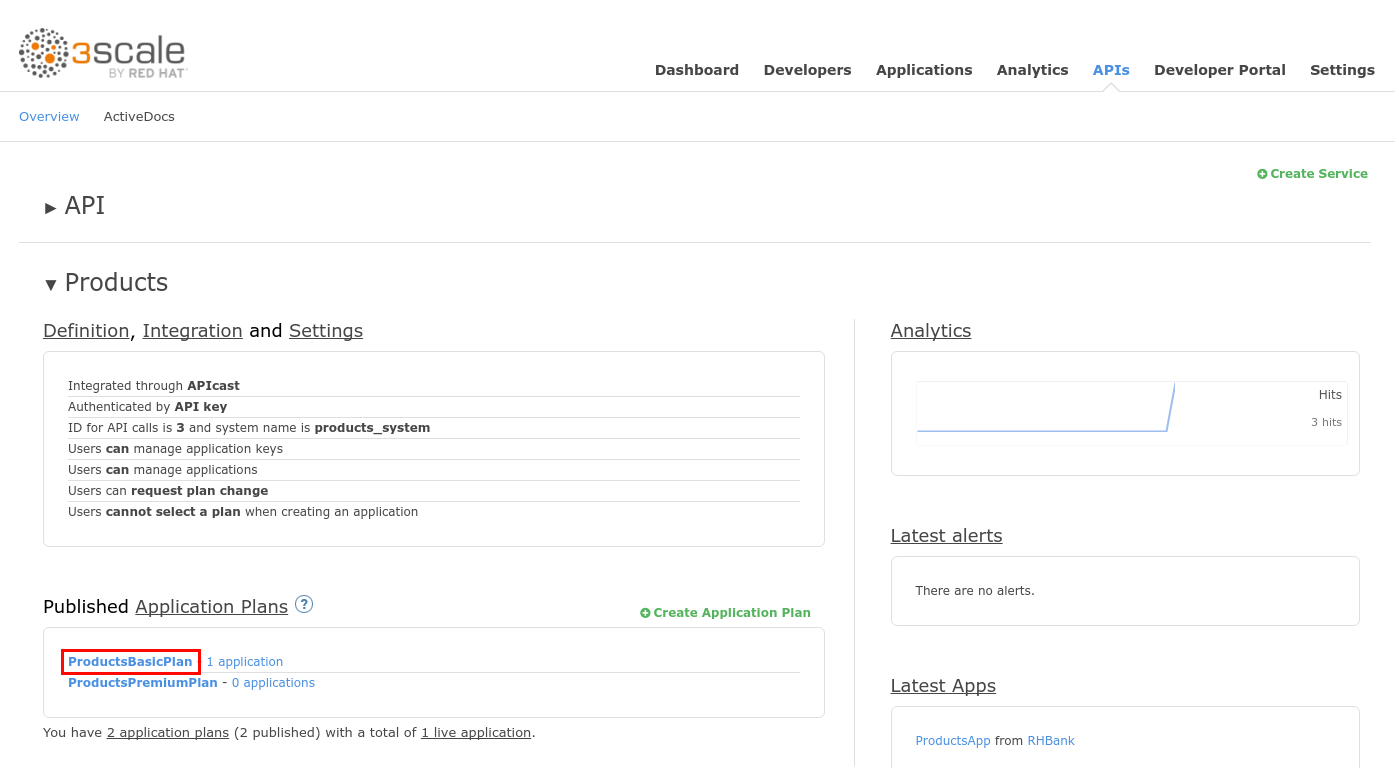 3scale
BY RED HAT
Dashboard Developers Applications Analytics APIs Developer Portal Settings
Overview ActiveDocs
Create Service
API
Products
Definition, Integration and Settings
Integrated through APIcast
Authenticated by API key
ID for API calls is 3 and system name is products_system
Users can manage application keys
Users can manage applications
Users can request plan change
Users cannot select a plan when creating an application
Published Application Plans ?
Create Application Plan
ProductsBasicPlan - 1 application
ProductsPremiumPlan - 0 applications
You have 2 application plans (2 published) with a total of 1 live application.
Analytics
Hits
3 hits
Latest alerts
There are no alerts.
Latest Apps
ProductsApp from RHBank